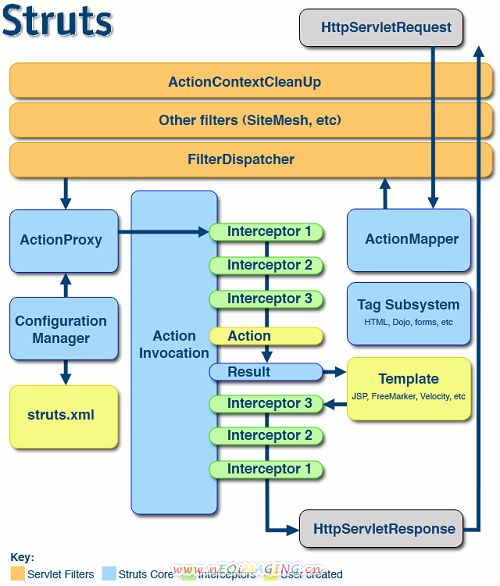 Struts
HttpServletRequest
ActionContextCleanUp
Other filters (SiteMesh, etc)
FilterDispatcher
ActionProxy
Interceptor 1
ActionMapper
Interceptor 2
Interceptor 3
Tag Subsystem
HTML, Dojo, forms, etc
Configuration
Manager
Action
Invocation
Action
Result
Template
JSP, FreeMarker, Velocity, etc
struts.xml
Interceptor 3
Interceptor 2
Interceptor 1
HttpServletResponse
Key:
Servlet Filters
Struts Core
Interceptors
User created